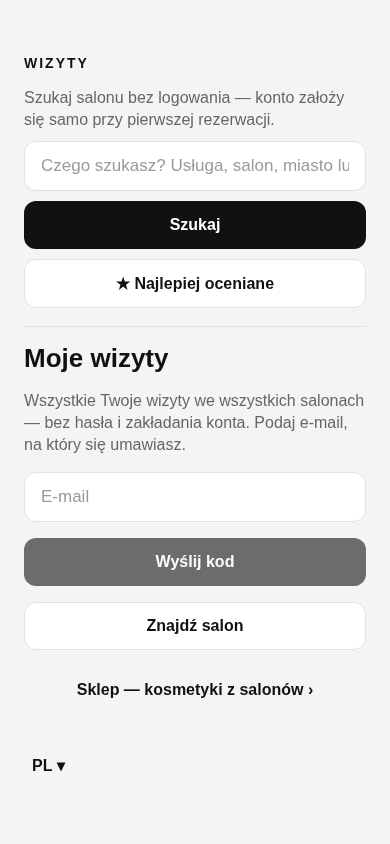 WIZYTY
Szukaj salonu bez logowania — konto założy
się samo przy pierwszej rezerwacji.
Czego szukasz? Usługa, salon, miasto lu
Szukaj
★ Najlepiej oceniane
Moje wizyty
Wszystkie Twoje wizyty we wszystkich salonach
— bez hasła i zakładania konta. Podaj e-mail,
na który się umawiasz.
E-mail
Wyślij kod
Znajdź salon
Sklep — kosmetyki z salonów ›
PL ▾